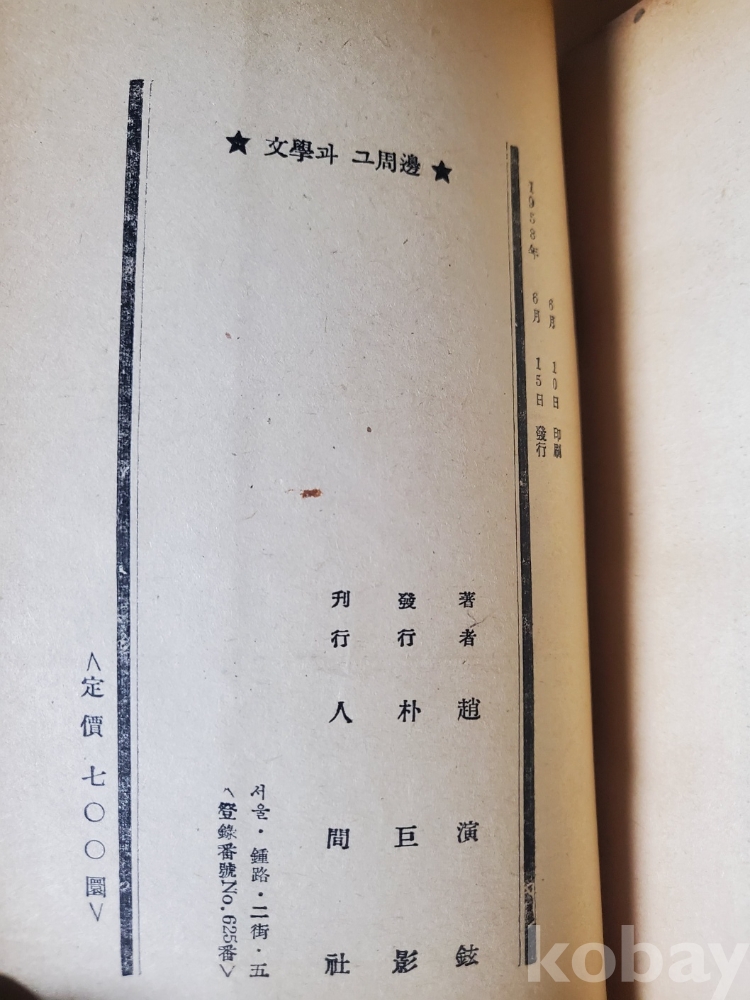 ★ 文學과 그周邊 ★
1958年 6月 10日 印刷
6月 15日 發行
著者 趙演鉉
發行 朴巨影
刊行 人間社
서울・鍾路・二街・五
<登錄番號No. 625番>
<定價 七〇〇圜>
kobay